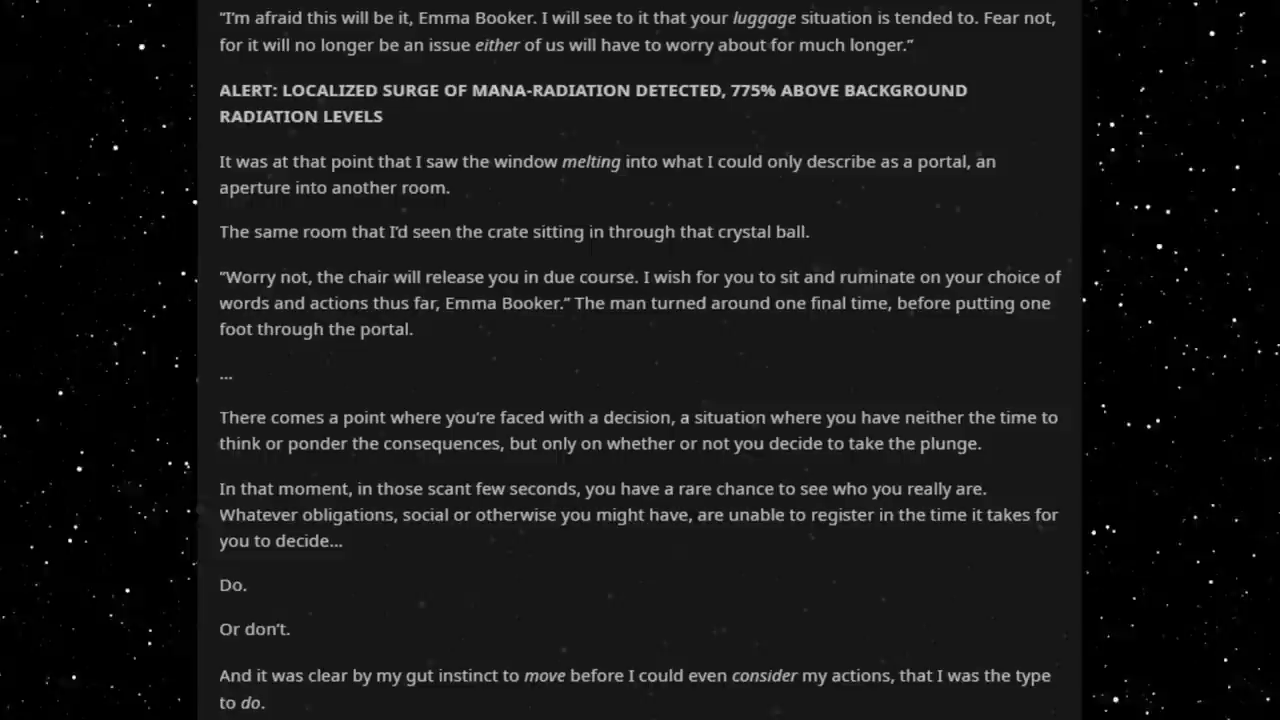 “I’m afraid this will be it, Emma Booker. I will see to it that your luggage situation is tended to. Fear not,
for it will no longer be an issue either of us will have to worry about for much longer.”
ALERT: LOCALIZED SURGE OF MANA-RADIATION DETECTED, 775% ABOVE BACKGROUND
RADIATION LEVELS
It was at that point that I saw the window melting into what I could only describe as a portal, an
aperture into another room.
The same room that I’d seen the crate sitting in through that crystal ball.
“Worry not, the chair will release you in due course. I wish for you to sit and ruminate on your choice of
words and actions thus far, Emma Booker.” The man turned around one final time, before putting one
foot through the portal.
...
There comes a point where you’re faced with a decision, a situation where you have neither the time to
think or ponder the consequences, but only on whether or not you decide to take the plunge.
In that moment, in those scant few seconds, you have a rare chance to see who you really are.
Whatever obligations, social or otherwise you might have, are unable to register in the time it takes for
you to decide...
Do.
Or don’t.
And it was clear by my gut instinct to move before I could even consider my actions, that I was the type
to do.